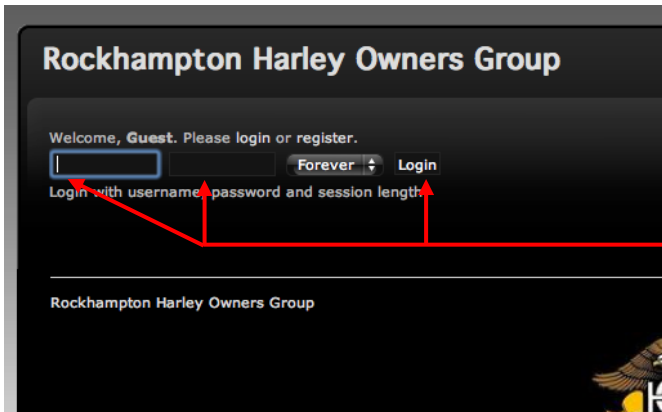 Rockhampton Harley Owners Group
Welcome, Guest. Please login or register.
Forever Login
Login with username, password and session length
Rockhampton Harley Owners Group